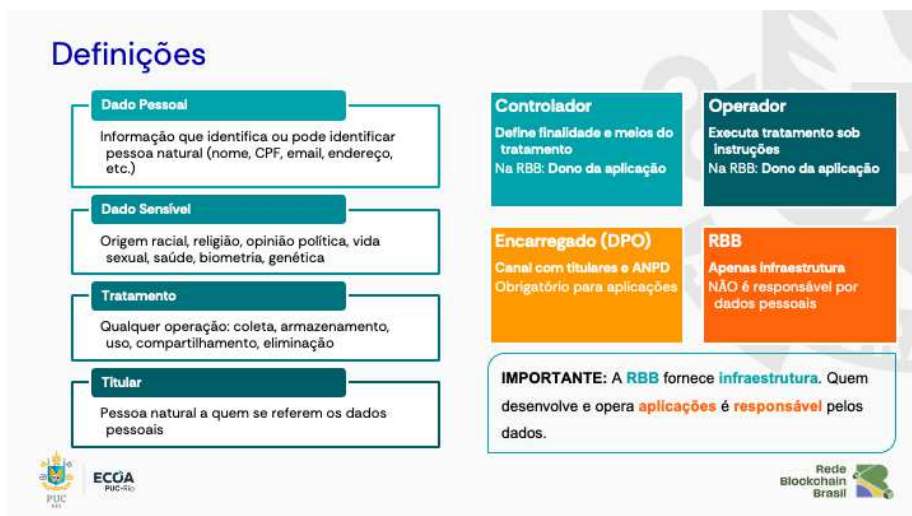 Definições
Dado Pessoal
Informação que identifica ou pode identificar
pessoa natural (nome, CPF, email, endereço,
etc.)
Dado Sensível
Origem racial, religião, opinião política, vida
sexual, saúde, biometria, genética
Tratamento
Qualquer operação: coleta, armazenamento,
uso, compartilhamento, eliminação
Titular
Pessoa natural a quem se referem os dados
pessoais
Controlador
Define finalidade e meios do
tratamento
Na RBB: Dono da aplicação
Operador
Executa tratamento sob
instruções
Na RBB: Dono da aplicação
Encarregado (DPO)
Canal com titulares e ANPD
Obrigatório para aplicações
RBB
Apenas infraestrutura
NÃO é responsável por
dados pessoais
IMPORTANTE: A RBB fornece infraestrutura. Quem
desenvolve e opera aplicações é responsável pelos
dados.
PUC
RIO
ECOA
PUC-Rio
Rede
Blockchain
Brasil